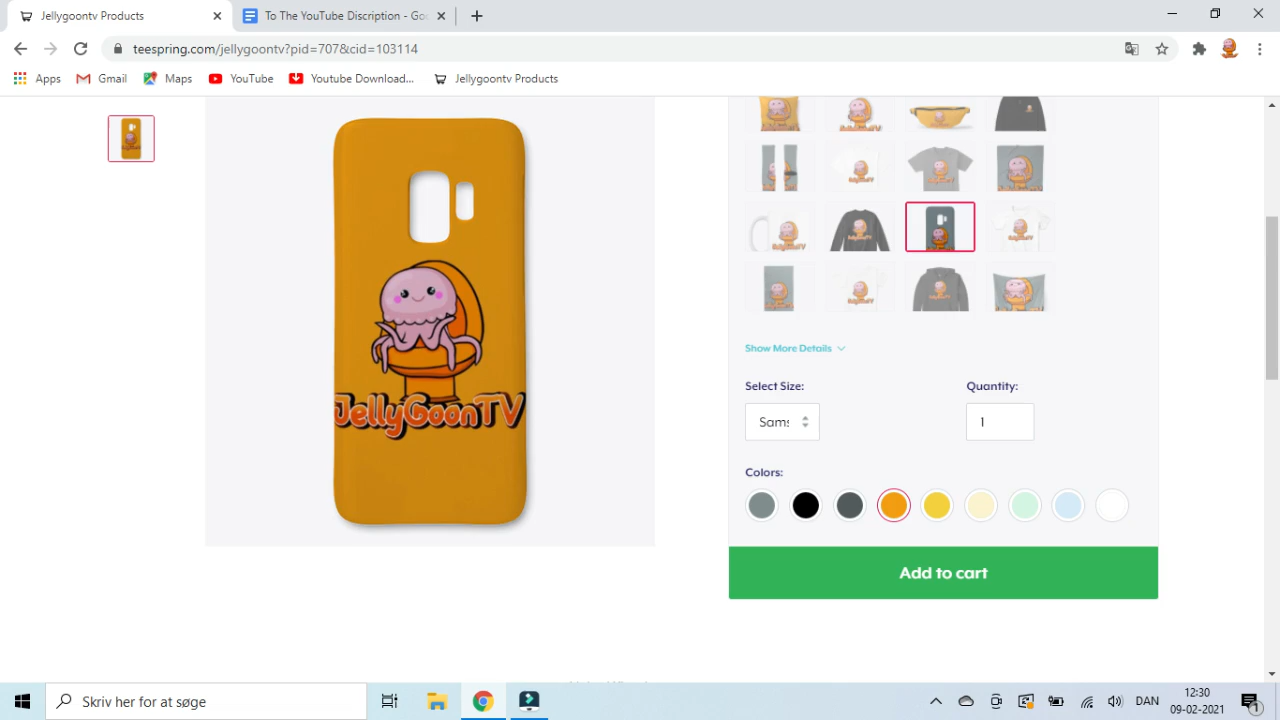 Jellygoontv Products
To The YouTube Discription - Go
teespring.com/jellygoontv?pid=707&cid=103114
Apps
Gmail
Maps
YouTube
Youtube Download...
Jellygoontv Products
JellyGoonTV
Show More Details
Select Size:
Quantity:
Sams
1
Colors:
Add to cart
Skriv her for at søge
DAN
12:30
09-02-2021
1